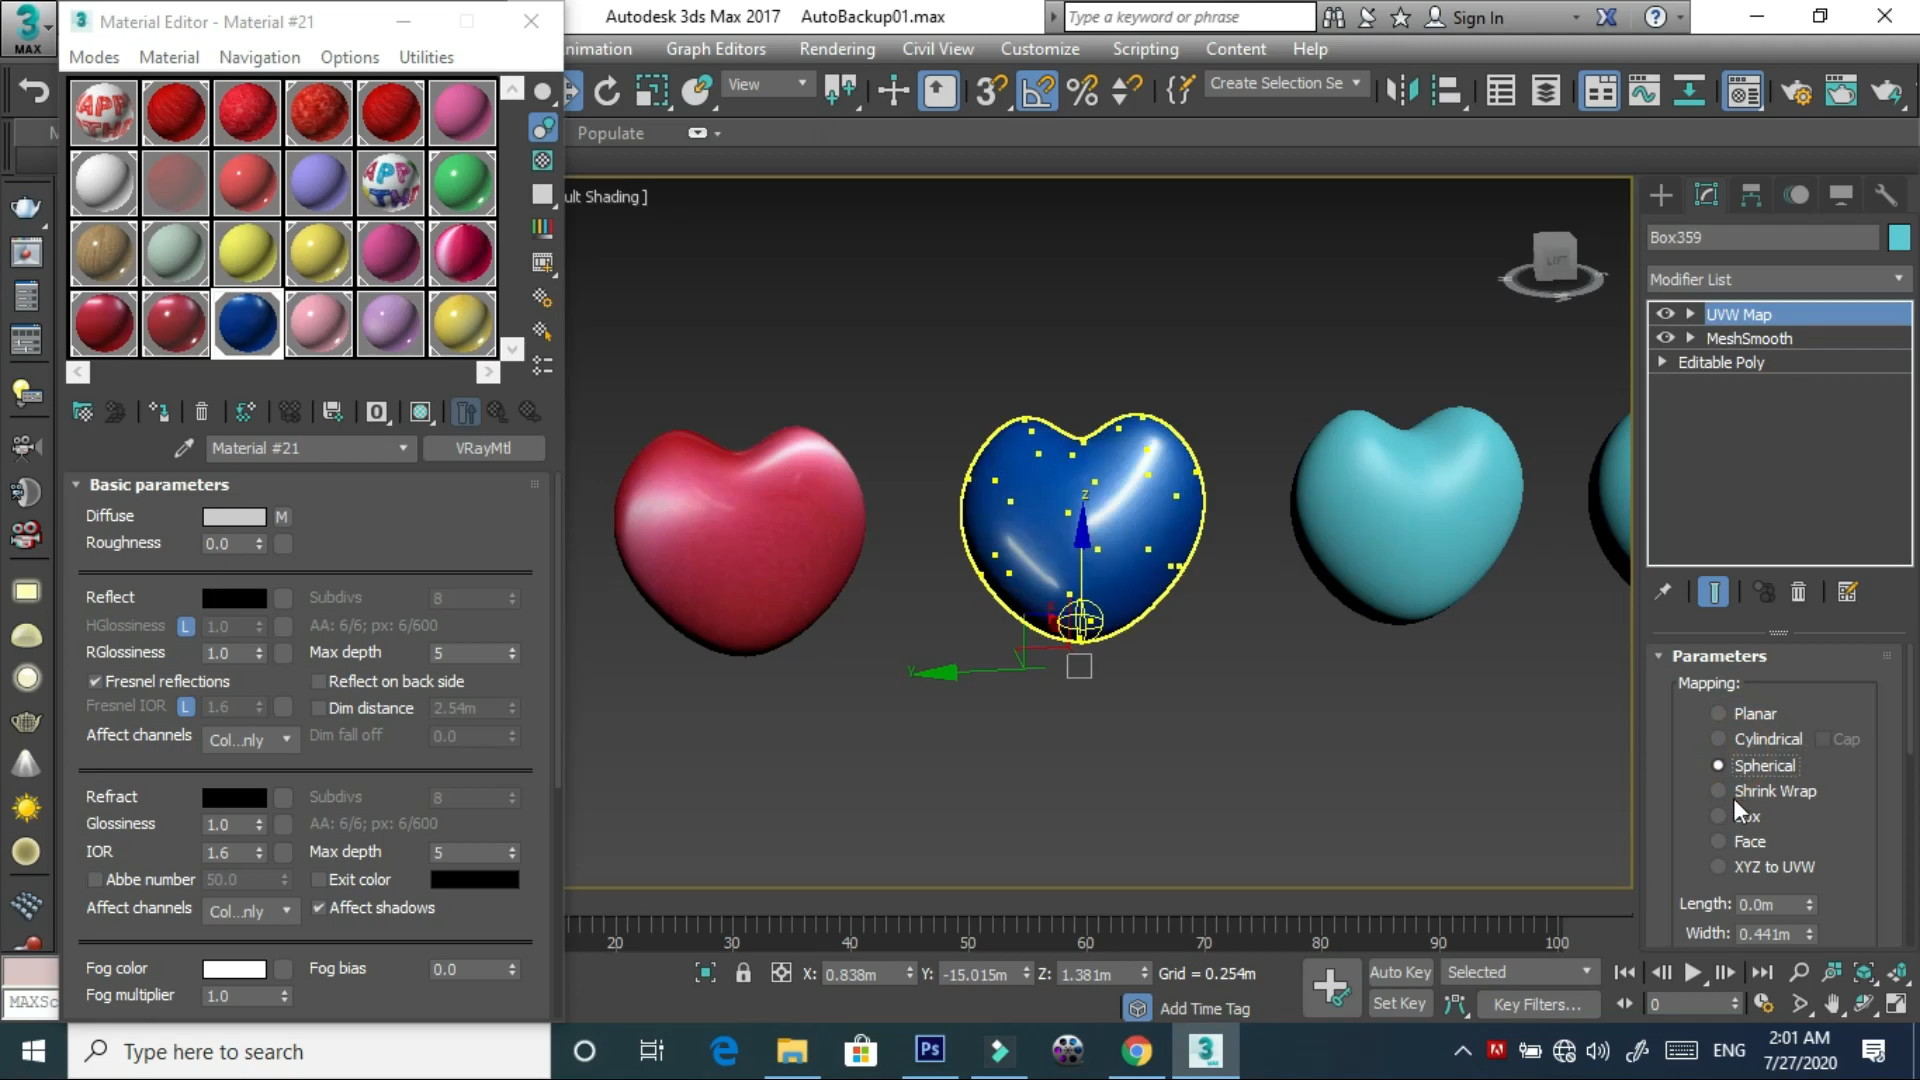 Material Editor - Material #21
Autodesk 3ds Max 2017 AutoBackup01.max
Type a keyword or phrase
Sign In
MAX
Modes Material Navigation Options Utilities
nimation Graph Editors Rendering Civil View Customize Scripting Content Help
View
Create Selection Se
Populate
ult Shading ]
LEFT
Box359
Modifier List
UVW Map
MeshSmooth
Editable Poly
Material #21
VRayMtl
Basic parameters
Diffuse M
Roughness 0.0
Reflect Subdivs 8
HGlossiness L 1.0 AA: 6/6; px: 6/600
RGlossiness 1.0 Max depth 5
Fresnel reflections Reflect on back side
Fresnel IOR L 1.6 Dim distance 2.54m
Affect channels Col...nly Dim fall off 0.0
Refract Subdivs 8
Glossiness 1.0 AA: 6/6; px: 6/600
IOR 1.6 Max depth 5
Abbe number 50.0 Exit color
Affect channels Col...nly Affect shadows
Fog color Fog bias 0.0
Fog multiplier 1.0
z
y
Parameters
Mapping:
Planar
Cylindrical Cap
Spherical
Shrink Wrap
ox
Face
XYZ to UVW
Length: 0.0m
Width: 0.441m
20 30 40 50 60 70 80 90 100
X: 0.838m Y: -15.015m Z: 1.381m Grid = 0.254m
Auto Key Selected
Set Key Key Filters... 0
Add Time Tag
MAXSc
Type here to search
Ps
3
ENG
2:01 AM
7/27/2020